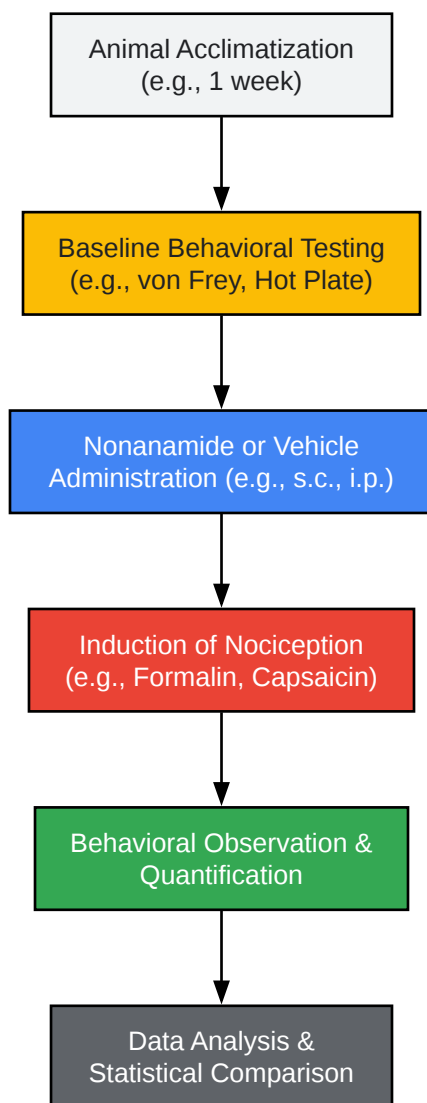 Animal Acclimatization
(e.g., 1 week)
Baseline Behavioral Testing
(e.g., von Frey, Hot Plate)
Nonanamide or Vehicle
Administration (e.g., s.c., i.p.)
Induction of Nociception
(e.g., Formalin, Capsaicin)
Behavioral Observation &
Quantification
Data Analysis &
Statistical Comparison